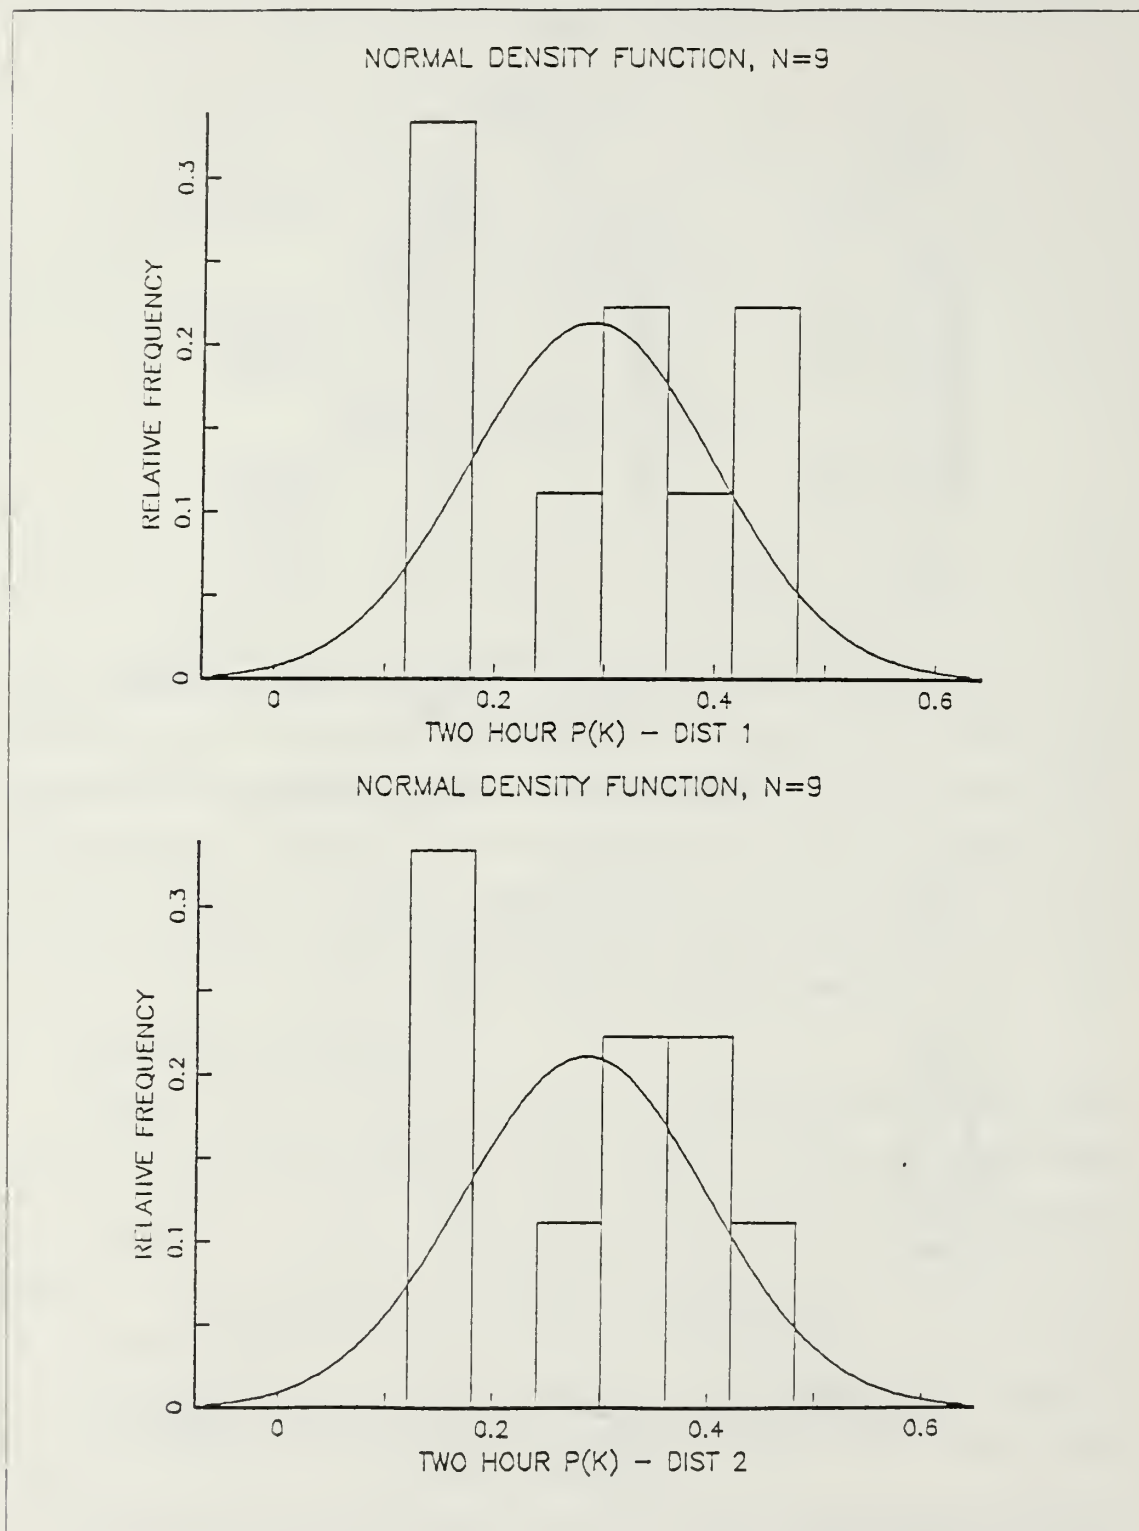 NORMAL DENSITY FUNCTION, N=9
0.3
0.2
0.1
0
RELATIVE FREQUENCY
0 0.2 0.4 0.6
TWO HOUR P(K) – DIST 1
NORMAL DENSITY FUNCTION, N=9
0.3
0.2
0.1
0
RELATIVE FREQUENCY
0 0.2 0.4 0.6
TWO HOUR P(K) – DIST 2